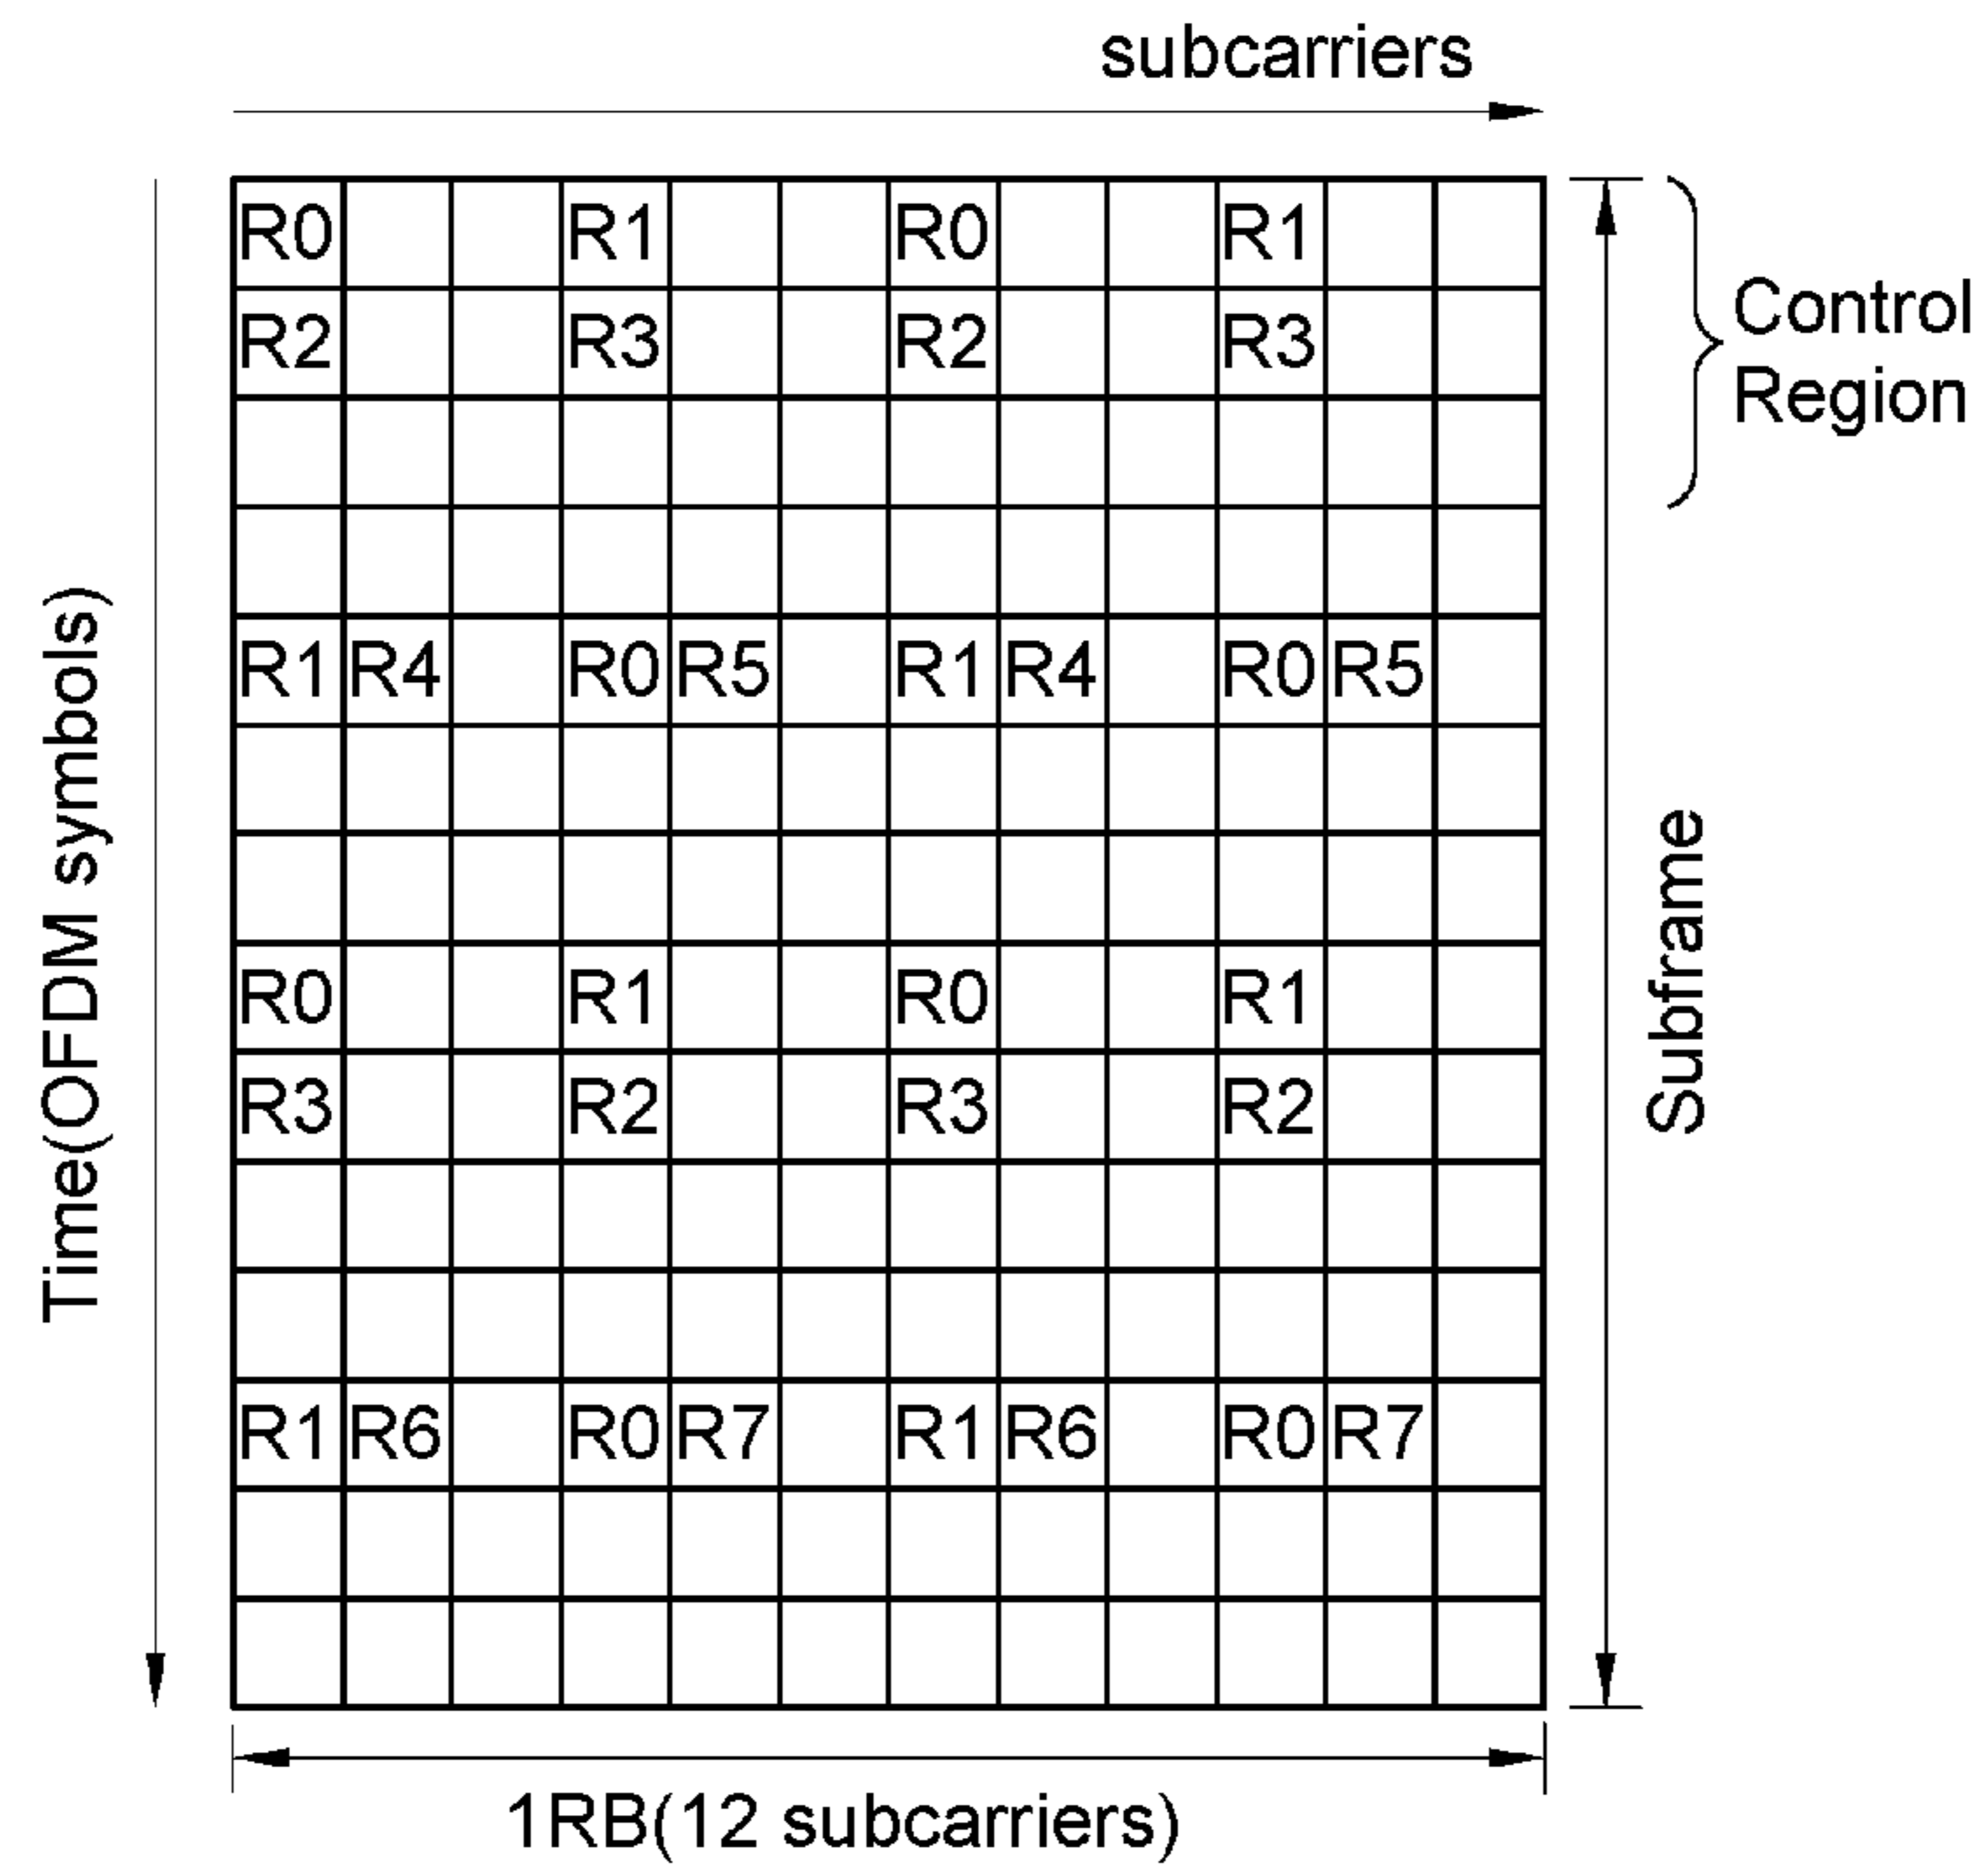 subcarriers
R0 R1 R0 R1
R2 R3 R2 R3
Control
Region
R1 R4 R0 R5 R1 R4 R0 R5
Time(OFDM symbols)
Subframe
R0 R1 R0 R1
R3 R2 R3 R2
R1 R6 R0 R7 R1 R6 R0 R7
1RB(12 subcarriers)